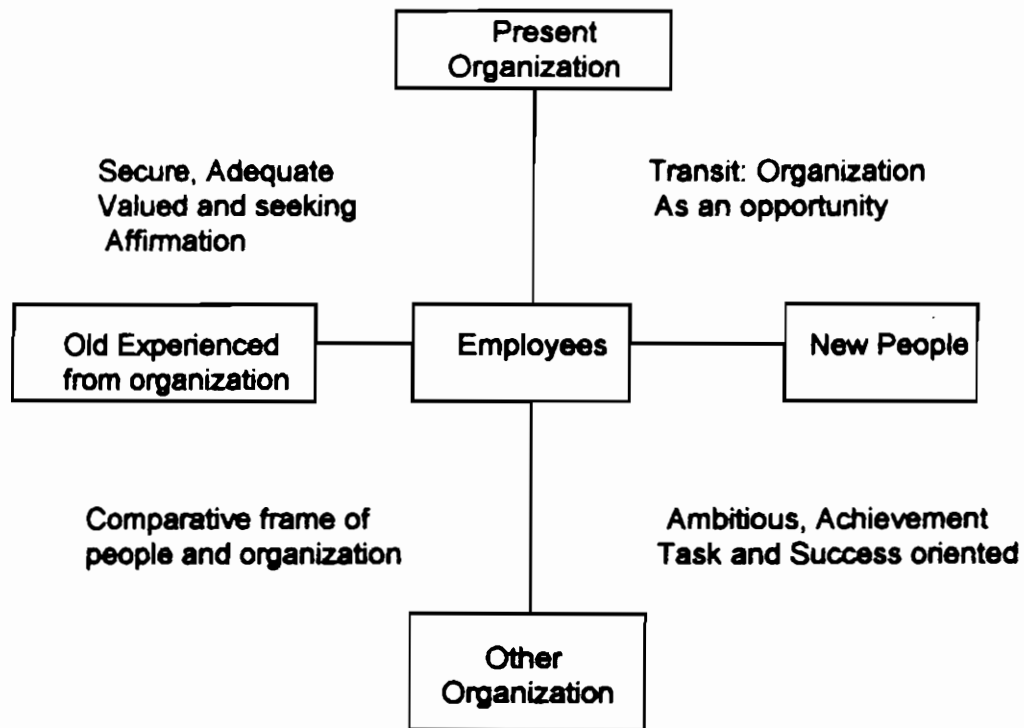 Present
Organization
Secure, Adequate
Valued and seeking
Affirmation
Transit: Organization
As an opportunity
Old Experienced
from organization
Employees
New People
Comparative frame of
people and organization
Ambitious, Achievement
Task and Success oriented
Other
Organization